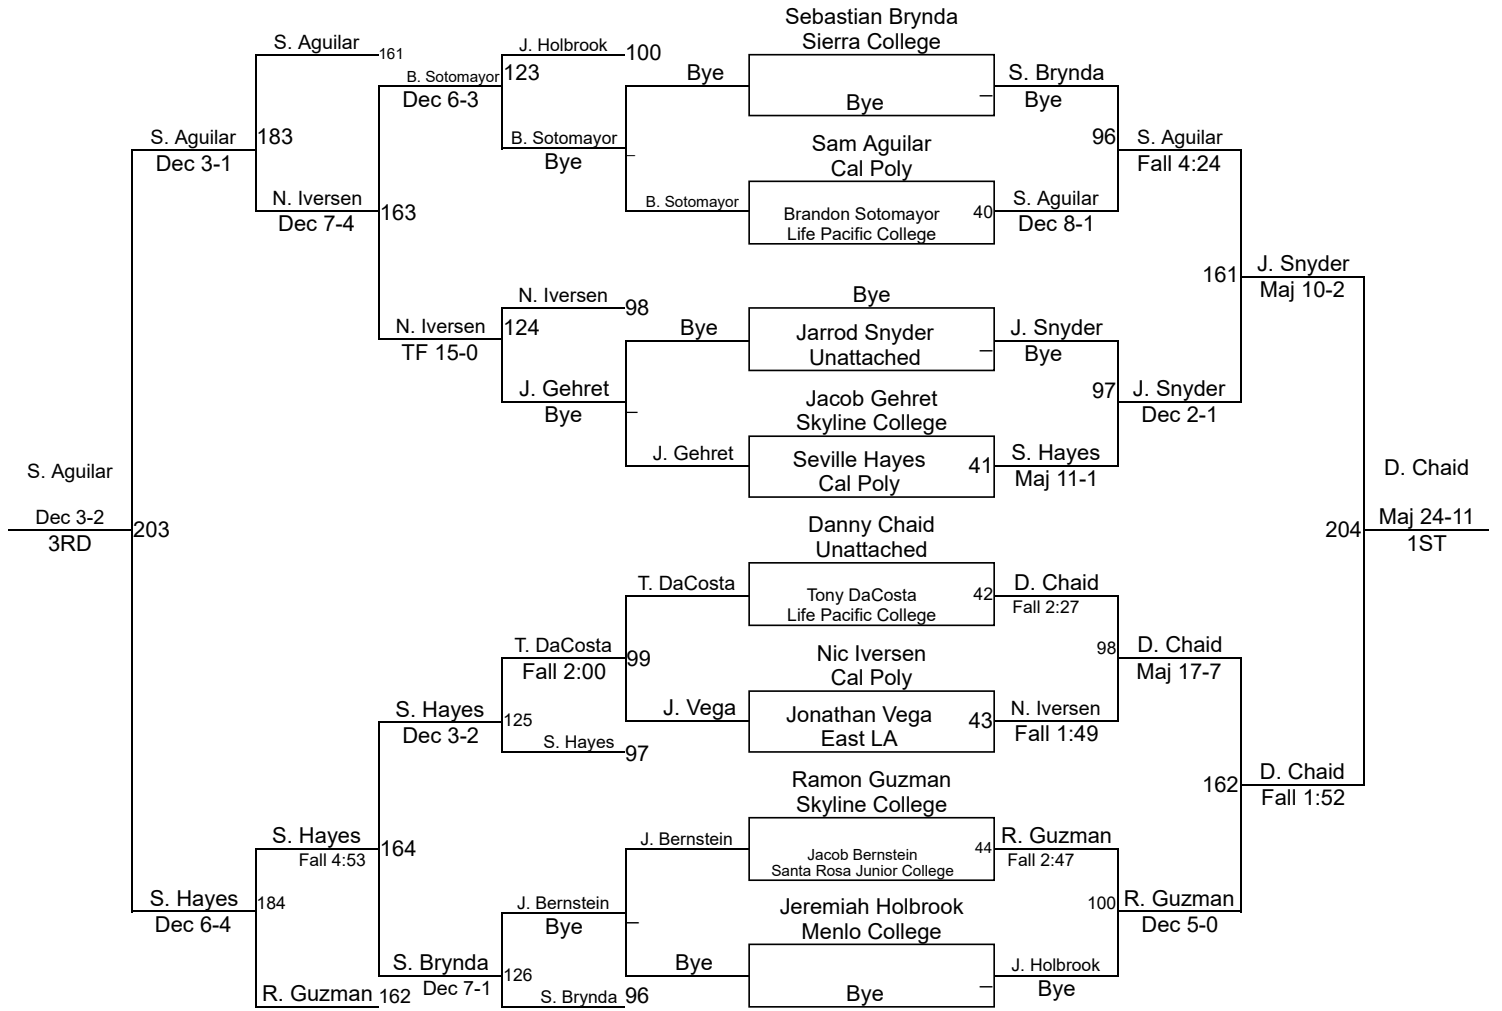 Sebastian Brynda
Sierra College
S. Aguilar
161
J. Holbrook
100
B. Sotomayor
123
Dec 6-3
Bye
Bye
S. Brynda
Bye
S. Aguilar
183
Dec 3-1
B. Sotomayor
Bye
Sam Aguilar
Cal Poly
96
S. Aguilar
Fall 4:24
N. Iversen
163
Dec 7-4
B. Sotomayor
Brandon Sotomayor
Life Pacific College
40
S. Aguilar
Dec 8-1
161
J. Snyder
Maj 10-2
N. Iversen
98
Bye
N. Iversen
124
TF 15-0
Bye
Jarrod Snyder
Unattached
J. Snyder
Bye
J. Gehret
Bye
Jacob Gehret
Skyline College
97
J. Snyder
Dec 2-1
J. Gehret
Seville Hayes
Cal Poly
41
S. Hayes
Maj 11-1
S. Aguilar
D. Chaid
Dec 3-2
203
3RD
204
Maj 24-11
1ST
Danny Chaid
Unattached
T. DaCosta
Tony DaCosta
Life Pacific College
42
D. Chaid
Fall 2:27
T. DaCosta
99
Fall 2:00
Nic Iversen
Cal Poly
98
D. Chaid
Maj 17-7
S. Hayes
125
Dec 3-2
J. Vega
Jonathan Vega
East LA
43
N. Iversen
Fall 1:49
S. Hayes
97
162
D. Chaid
Fall 1:52
Ramon Guzman
Skyline College
S. Hayes
164
Fall 4:53
J. Bernstein
Jacob Bernstein
Santa Rosa Junior College
44
R. Guzman
Fall 2:47
S. Hayes
184
Dec 6-4
J. Bernstein
Bye
Jeremiah Holbrook
Menlo College
100
R. Guzman
Dec 5-0
S. Brynda
126
Dec 7-1
Bye
Bye
J. Holbrook
Bye
R. Guzman
162
S. Brynda
96